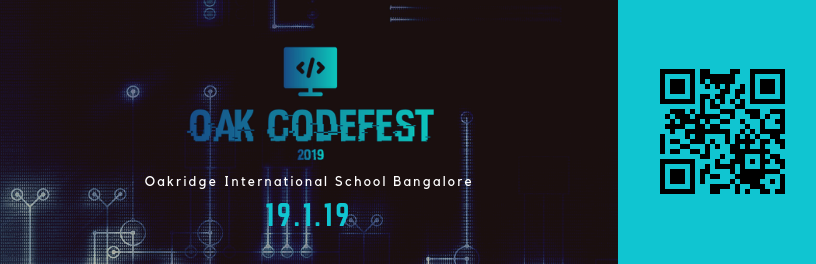 </>
OAK CODEFEST
2019
Oakridge International School Bangalore
19.1.19